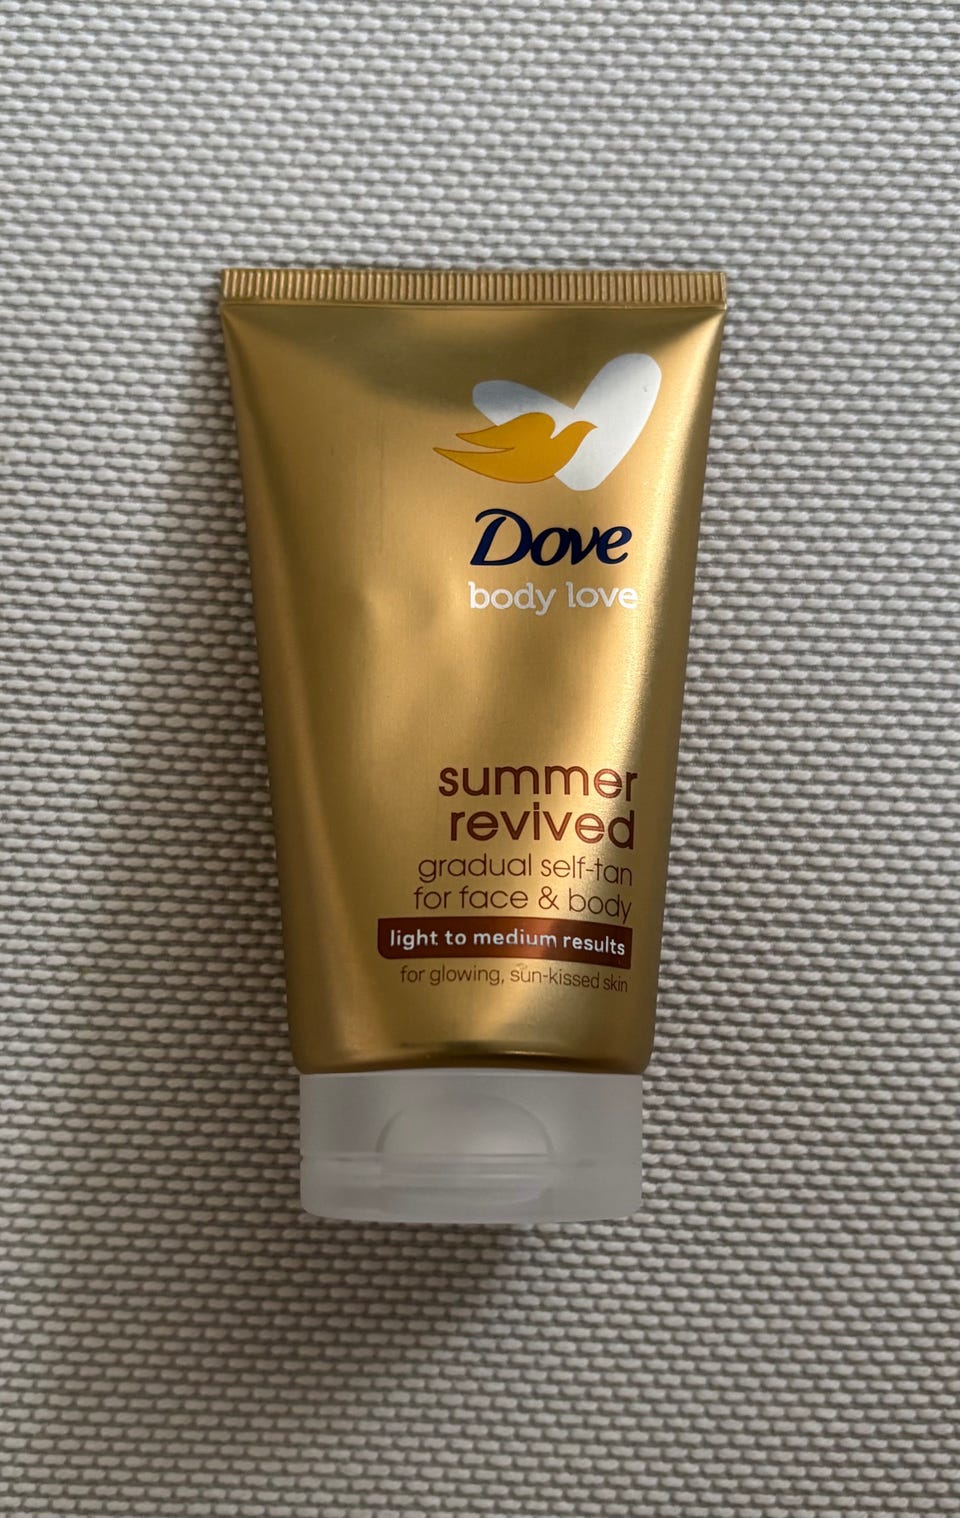 Dove
body love
summer
revived
gradual self-tan
for face & body
light to medium results
for glowing, sun-kissed skin